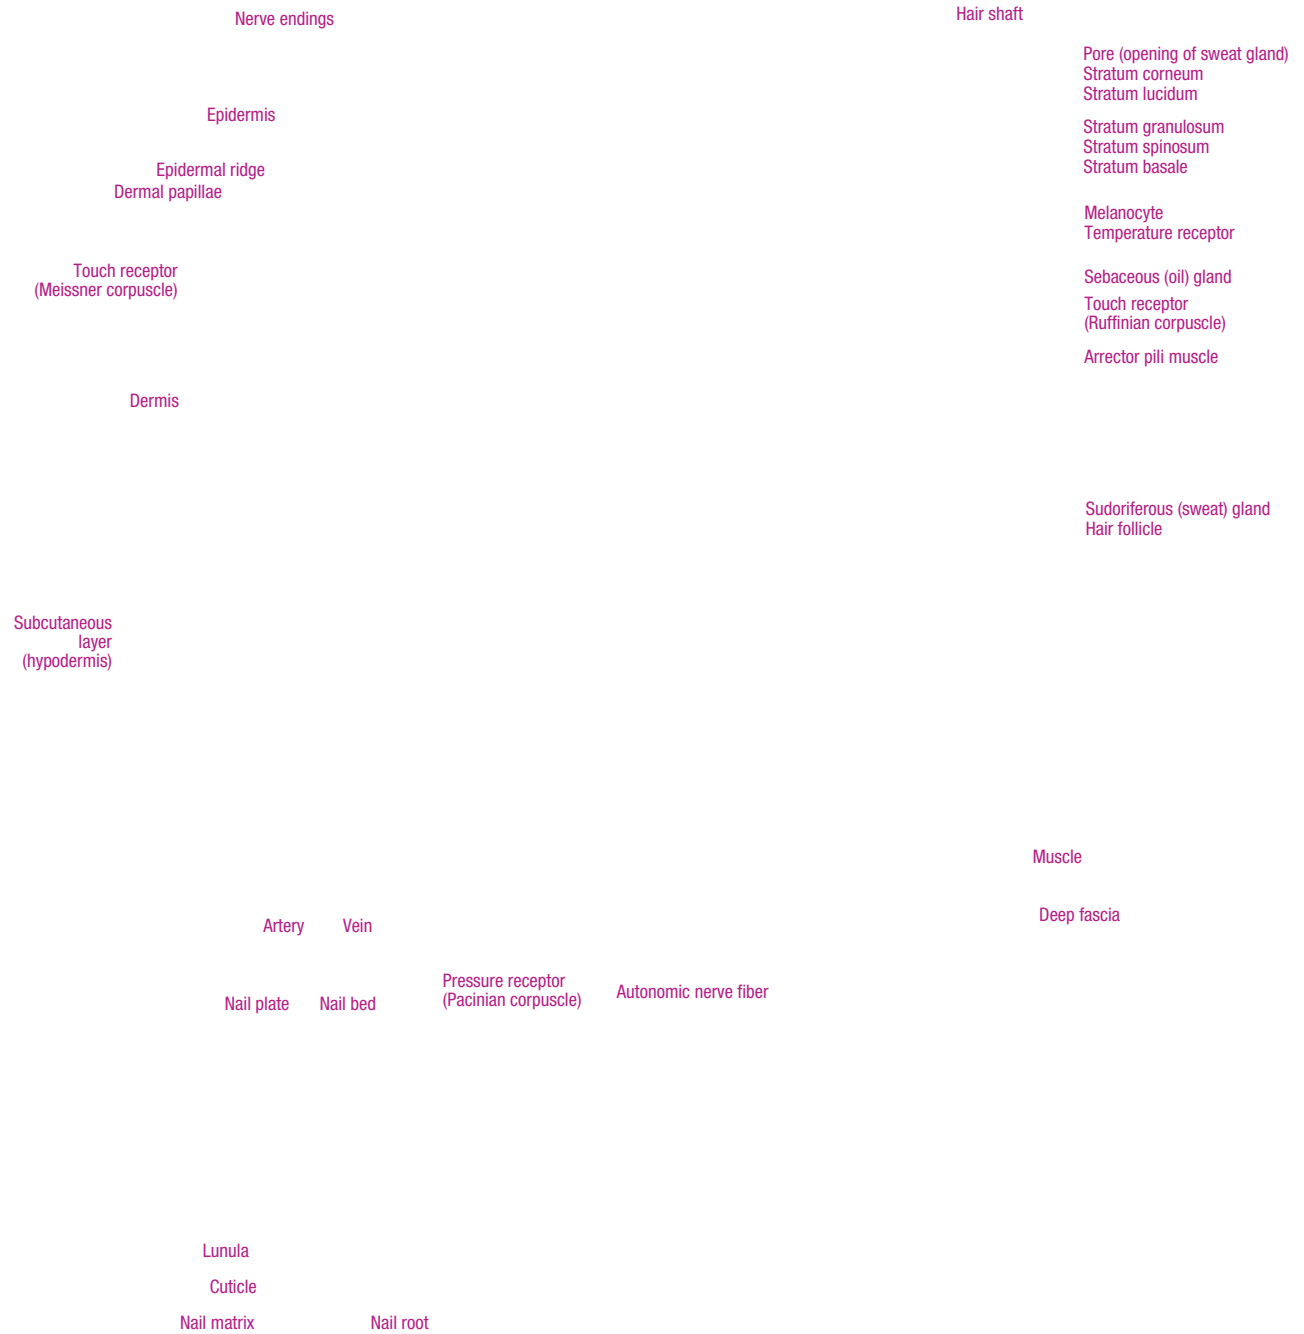 Nerve endings
Hair shaft
Pore (opening of sweat gland)
Stratum corneum
Stratum lucidum
Epidermis
Stratum granulosum
Stratum spinosum
Stratum basale
Epidermal ridge
Dermal papillae
Melanocyte
Temperature receptor
Touch receptor
(Meissner corpuscle)
Sebaceous (oil) gland
Touch receptor
(Ruffinian corpuscle)
Arrector pili muscle
Dermis
Sudoriferous (sweat) gland
Hair follicle
Subcutaneous
layer
(hypodermis)
Muscle
Deep fascia
Artery
Vein
Pressure receptor
(Pacinian corpuscle)
Autonomic nerve fiber
Nail plate
Nail bed
Lunula
Cuticle
Nail matrix
Nail root